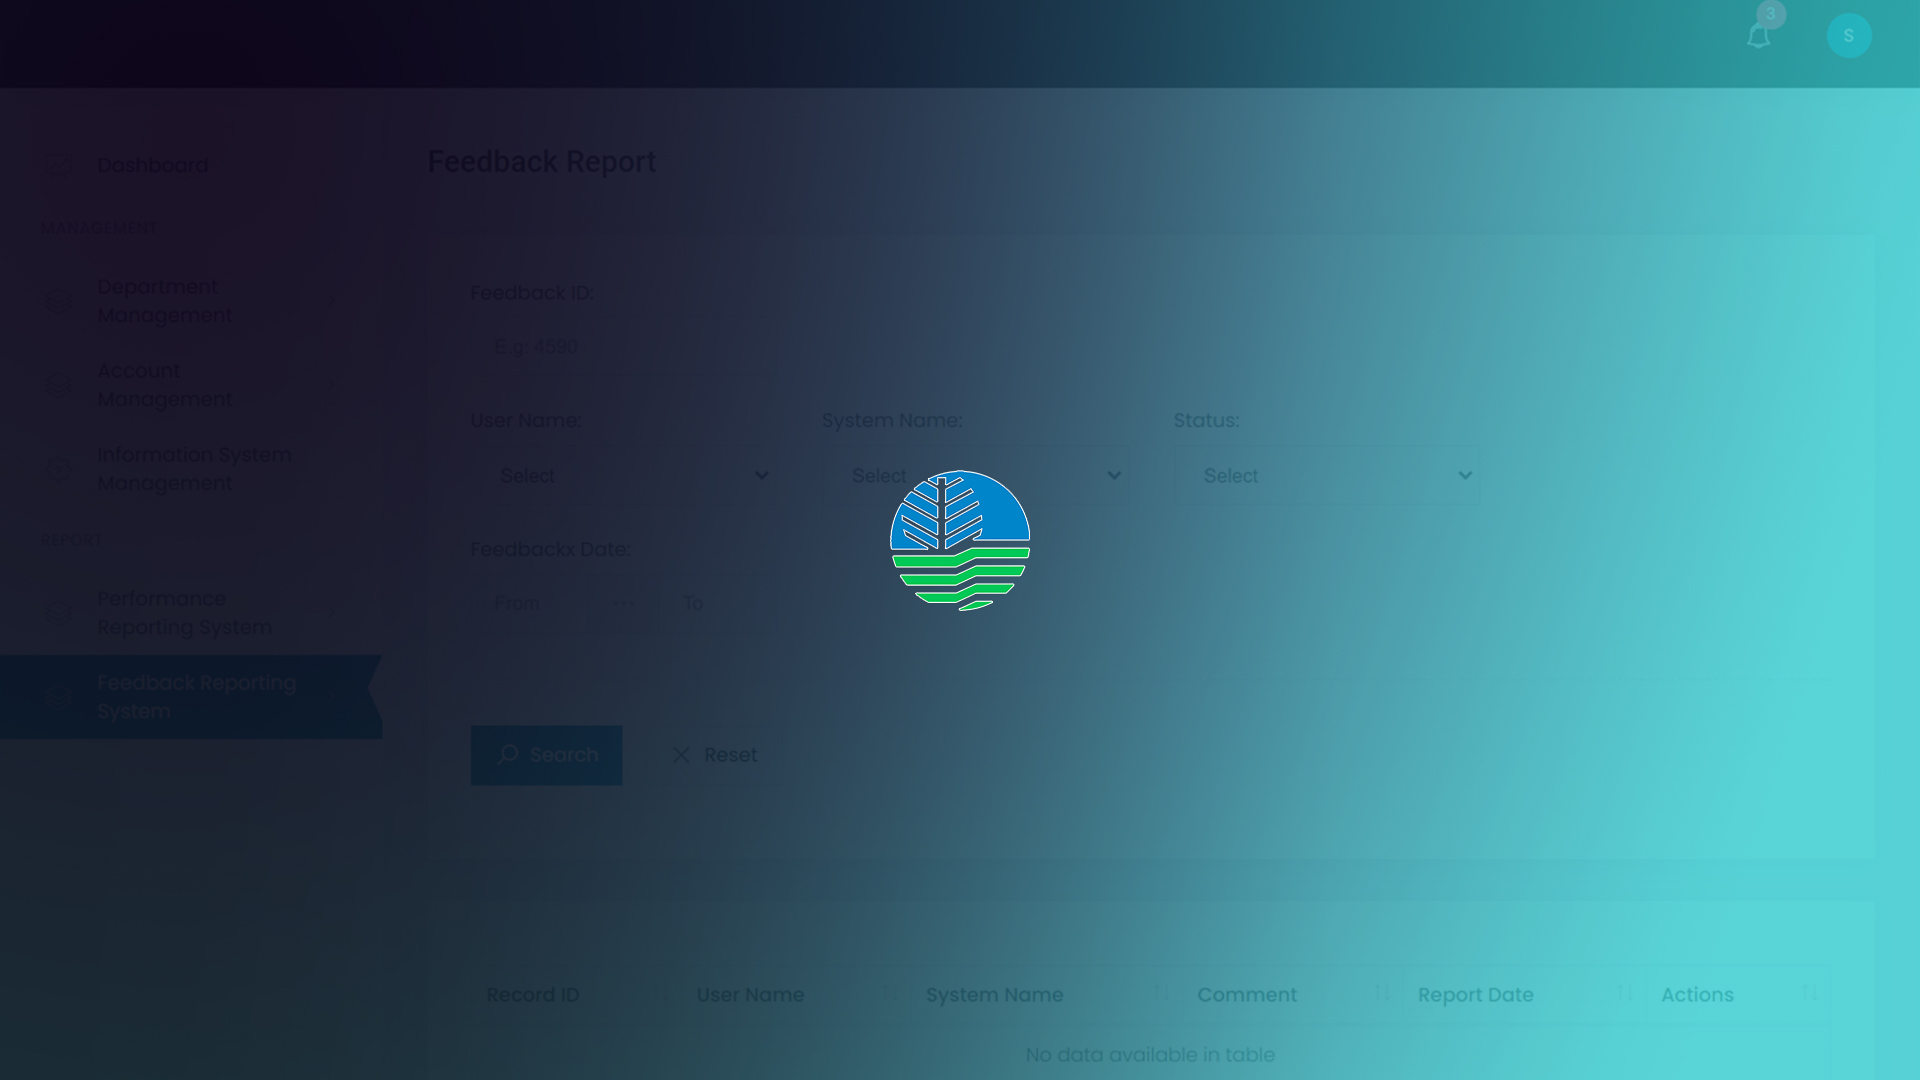 3
S
Dashboard
Feedback Report
MANAGEMENT
Department
Management
Account
Management
Information System
Management
REPORT
Performance
Reporting System
Feedback Reporting
System
Feedback ID:
E.g: 4590
User Name:
System Name:
Status:
Select
Select
Select
Feedbackx Date:
From
...
To
Search
Reset
Record ID
User Name
System Name
Comment
Report Date
Actions
No data available in table